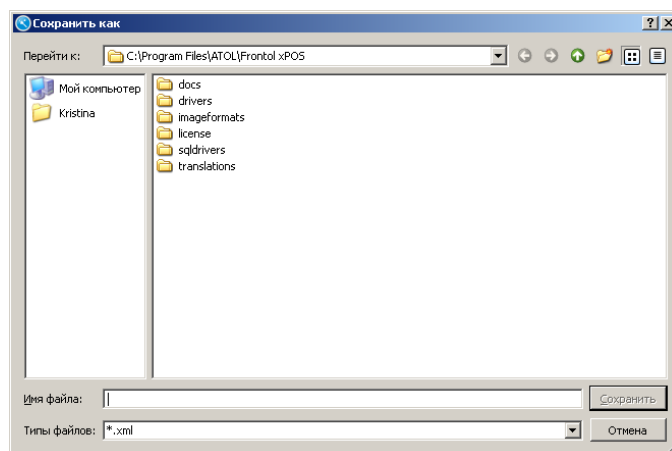 Сохранить как
Перейти к: C:\Program Files\ATOL\Frontol xPOS
Мой компьютер
Kristina
docs
drivers
imageformats
license
sqldrivers
translations
Имя файла: Сохранить
Типы файлов: *.xml Отмена